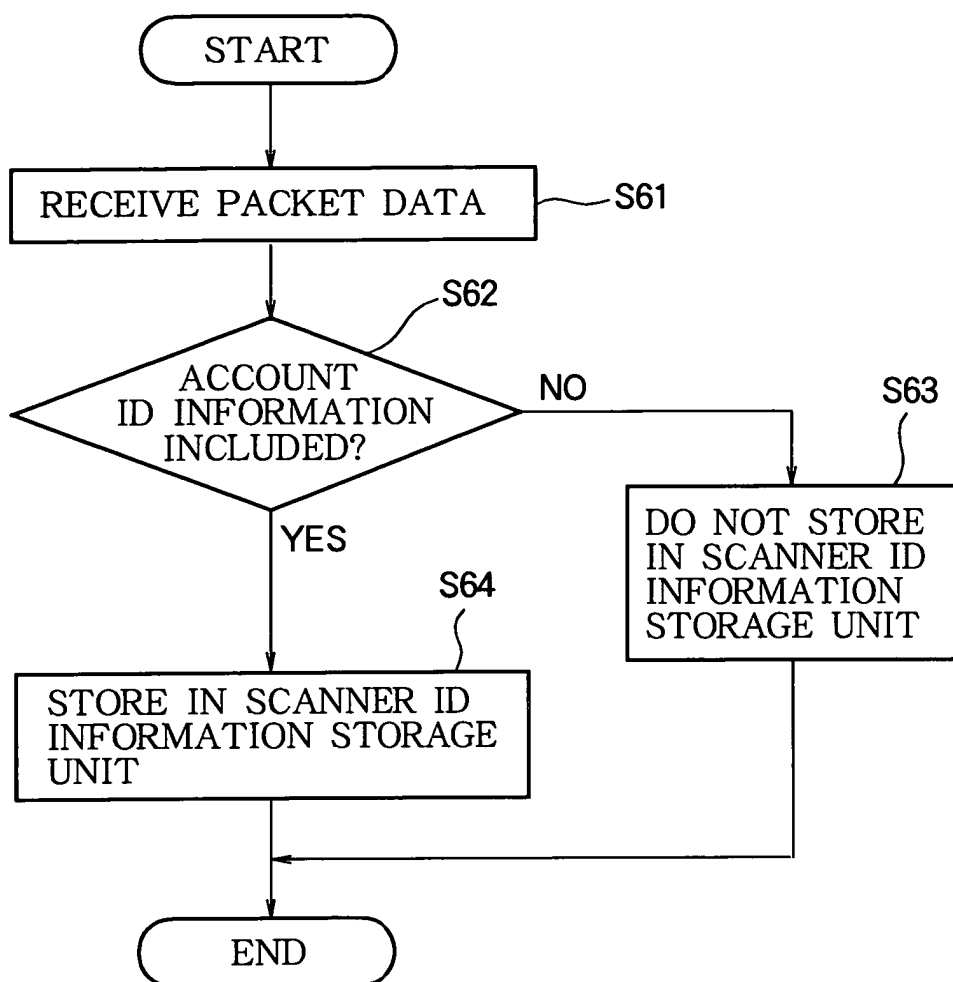 START
RECEIVE PACKET DATA
S61
S62
ACCOUNT
ID INFORMATION
INCLUDED?
NO
S63
DO NOT STORE
IN SCANNER ID
INFORMATION
STORAGE UNIT
YES
S64
STORE IN SCANNER ID
INFORMATION STORAGE
UNIT
END